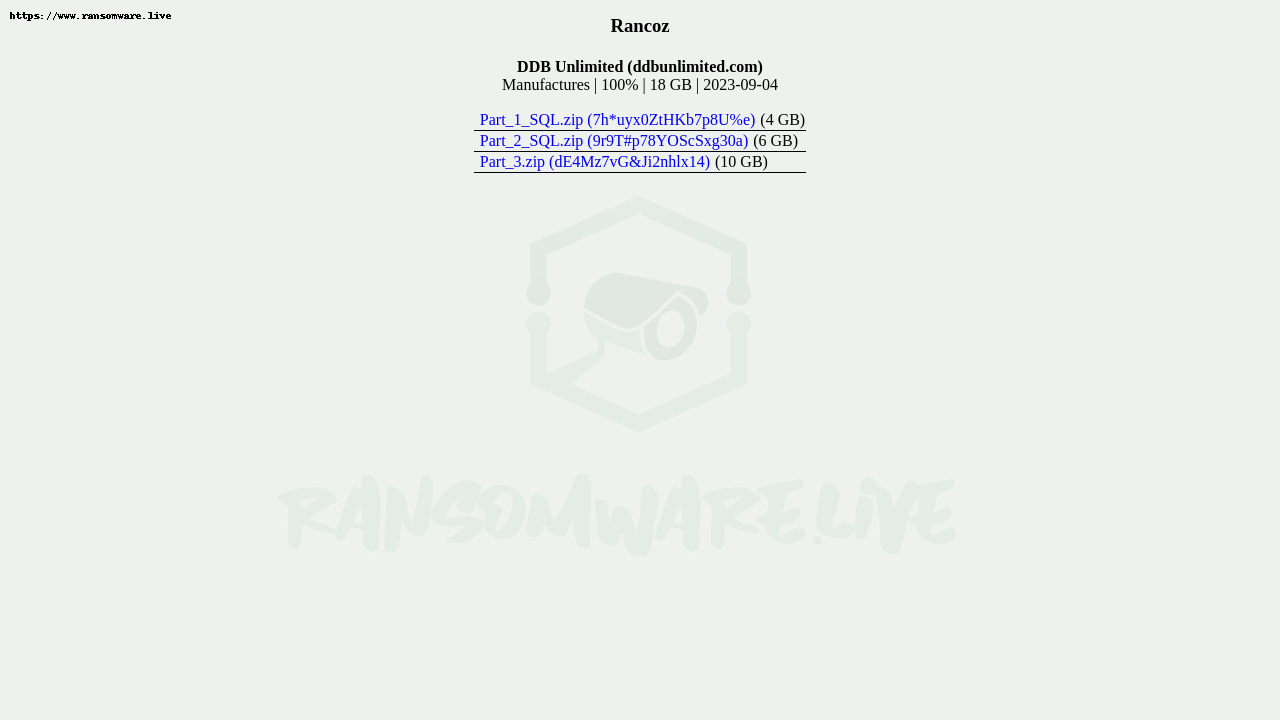 https://www.ransomware.live
Rancoz
DDB Unlimited (ddbunlimited.com)
Manufactures | 100% | 18 GB | 2023-09-04
Part_1_SQL.zip (7h*uyx0ZtHKb7p8U%e) (4 GB)
Part_2_SQL.zip (9r9T#p78YOScSxg30a) (6 GB)
Part_3.zip (dE4Mz7vG&Ji2nhlx14) (10 GB)
RANSOMWARE.LIVE